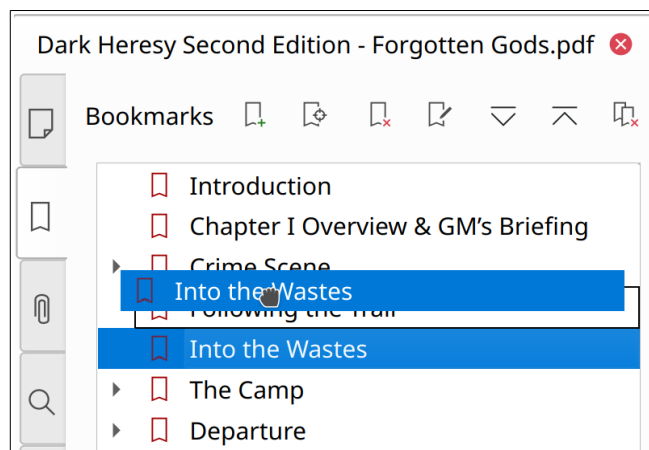 Dark Heresy Second Edition - Forgotten Gods.pdf
Bookmarks
Introduction
Chapter I Overview & GM’s Briefing
Crime Scene
Into the Wastes
Following the Trail
Into the Wastes
The Camp
Departure